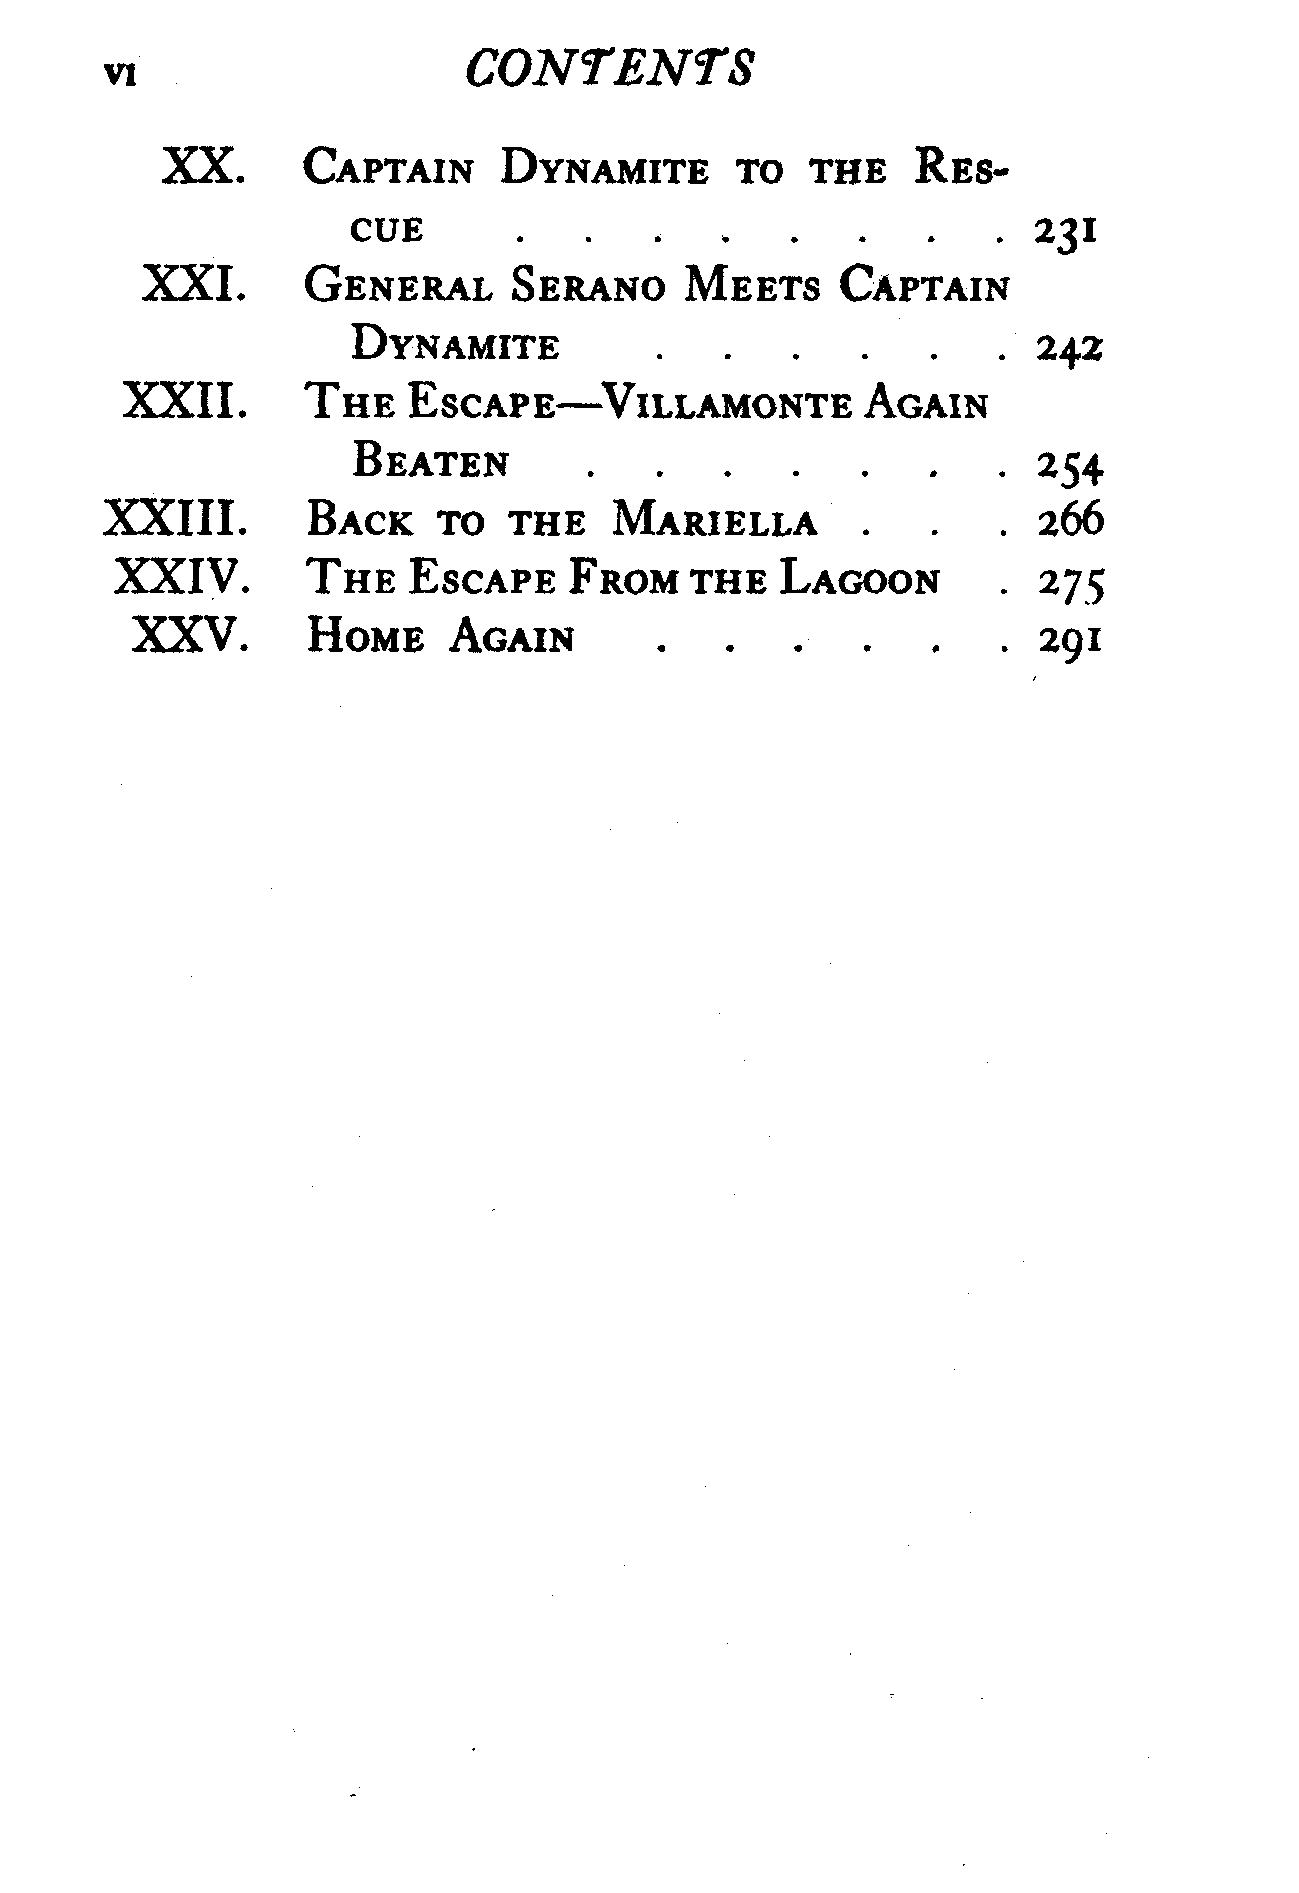 vi CONTENTS
XX. Captain Dynamite to the Res-
cue . . . . . . . . 231
XXI. General Serano Meets Captain
Dynamite . . . . . . 242
XXII. The Escape—Villamonte Again
Beaten . . . . . . . 254
XXIII. Back to the Mariella . . . 266
XXIV. The Escape From the Lagoon . 275
XXV. Home Again . . . . . . 291